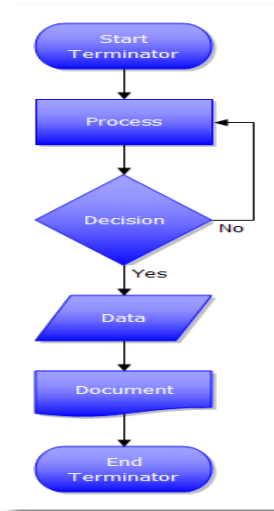 Start
Terminator
Process
Decision
No
Yes
Data
Document
End
Terminator